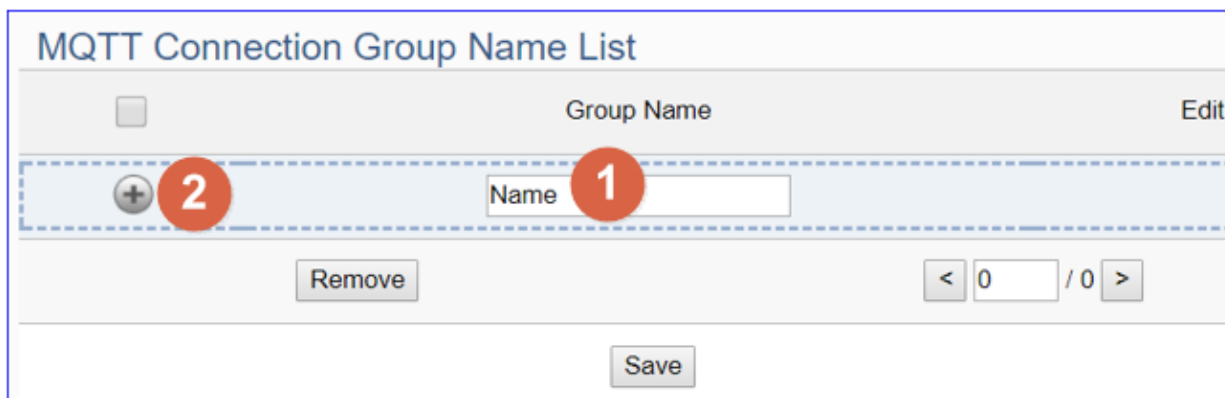 MQTT Connection Group Name List
Group Name Edit
2 Name 1
Remove < 0 / 0 >
Save